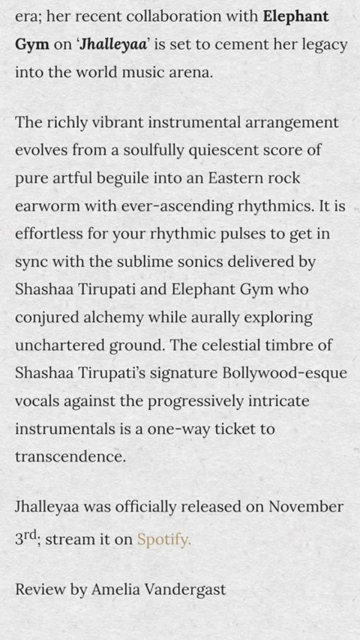 era; her recent collaboration with Elephant
Gym on ‘Jhalleyaa’ is set to cement her legacy
into the world music arena.
The richly vibrant instrumental arrangement
evolves from a soulfully quiescent score of
pure artful beguile into an Eastern rock
earworm with ever-ascending rhythmics. It is
effortless for your rhythmic pulses to get in
sync with the sublime sonics delivered by
Shashaa Tirupati and Elephant Gym who
conjured alchemy while aurally exploring
unchartered ground. The celestial timbre of
Shashaa Tirupati’s signature Bollywood-esque
vocals against the progressively intricate
instrumentals is a one-way ticket to
transcendence.
Jhalleyaa was officially released on November
3rd; stream it on Spotify.
Review by Amelia Vandergast